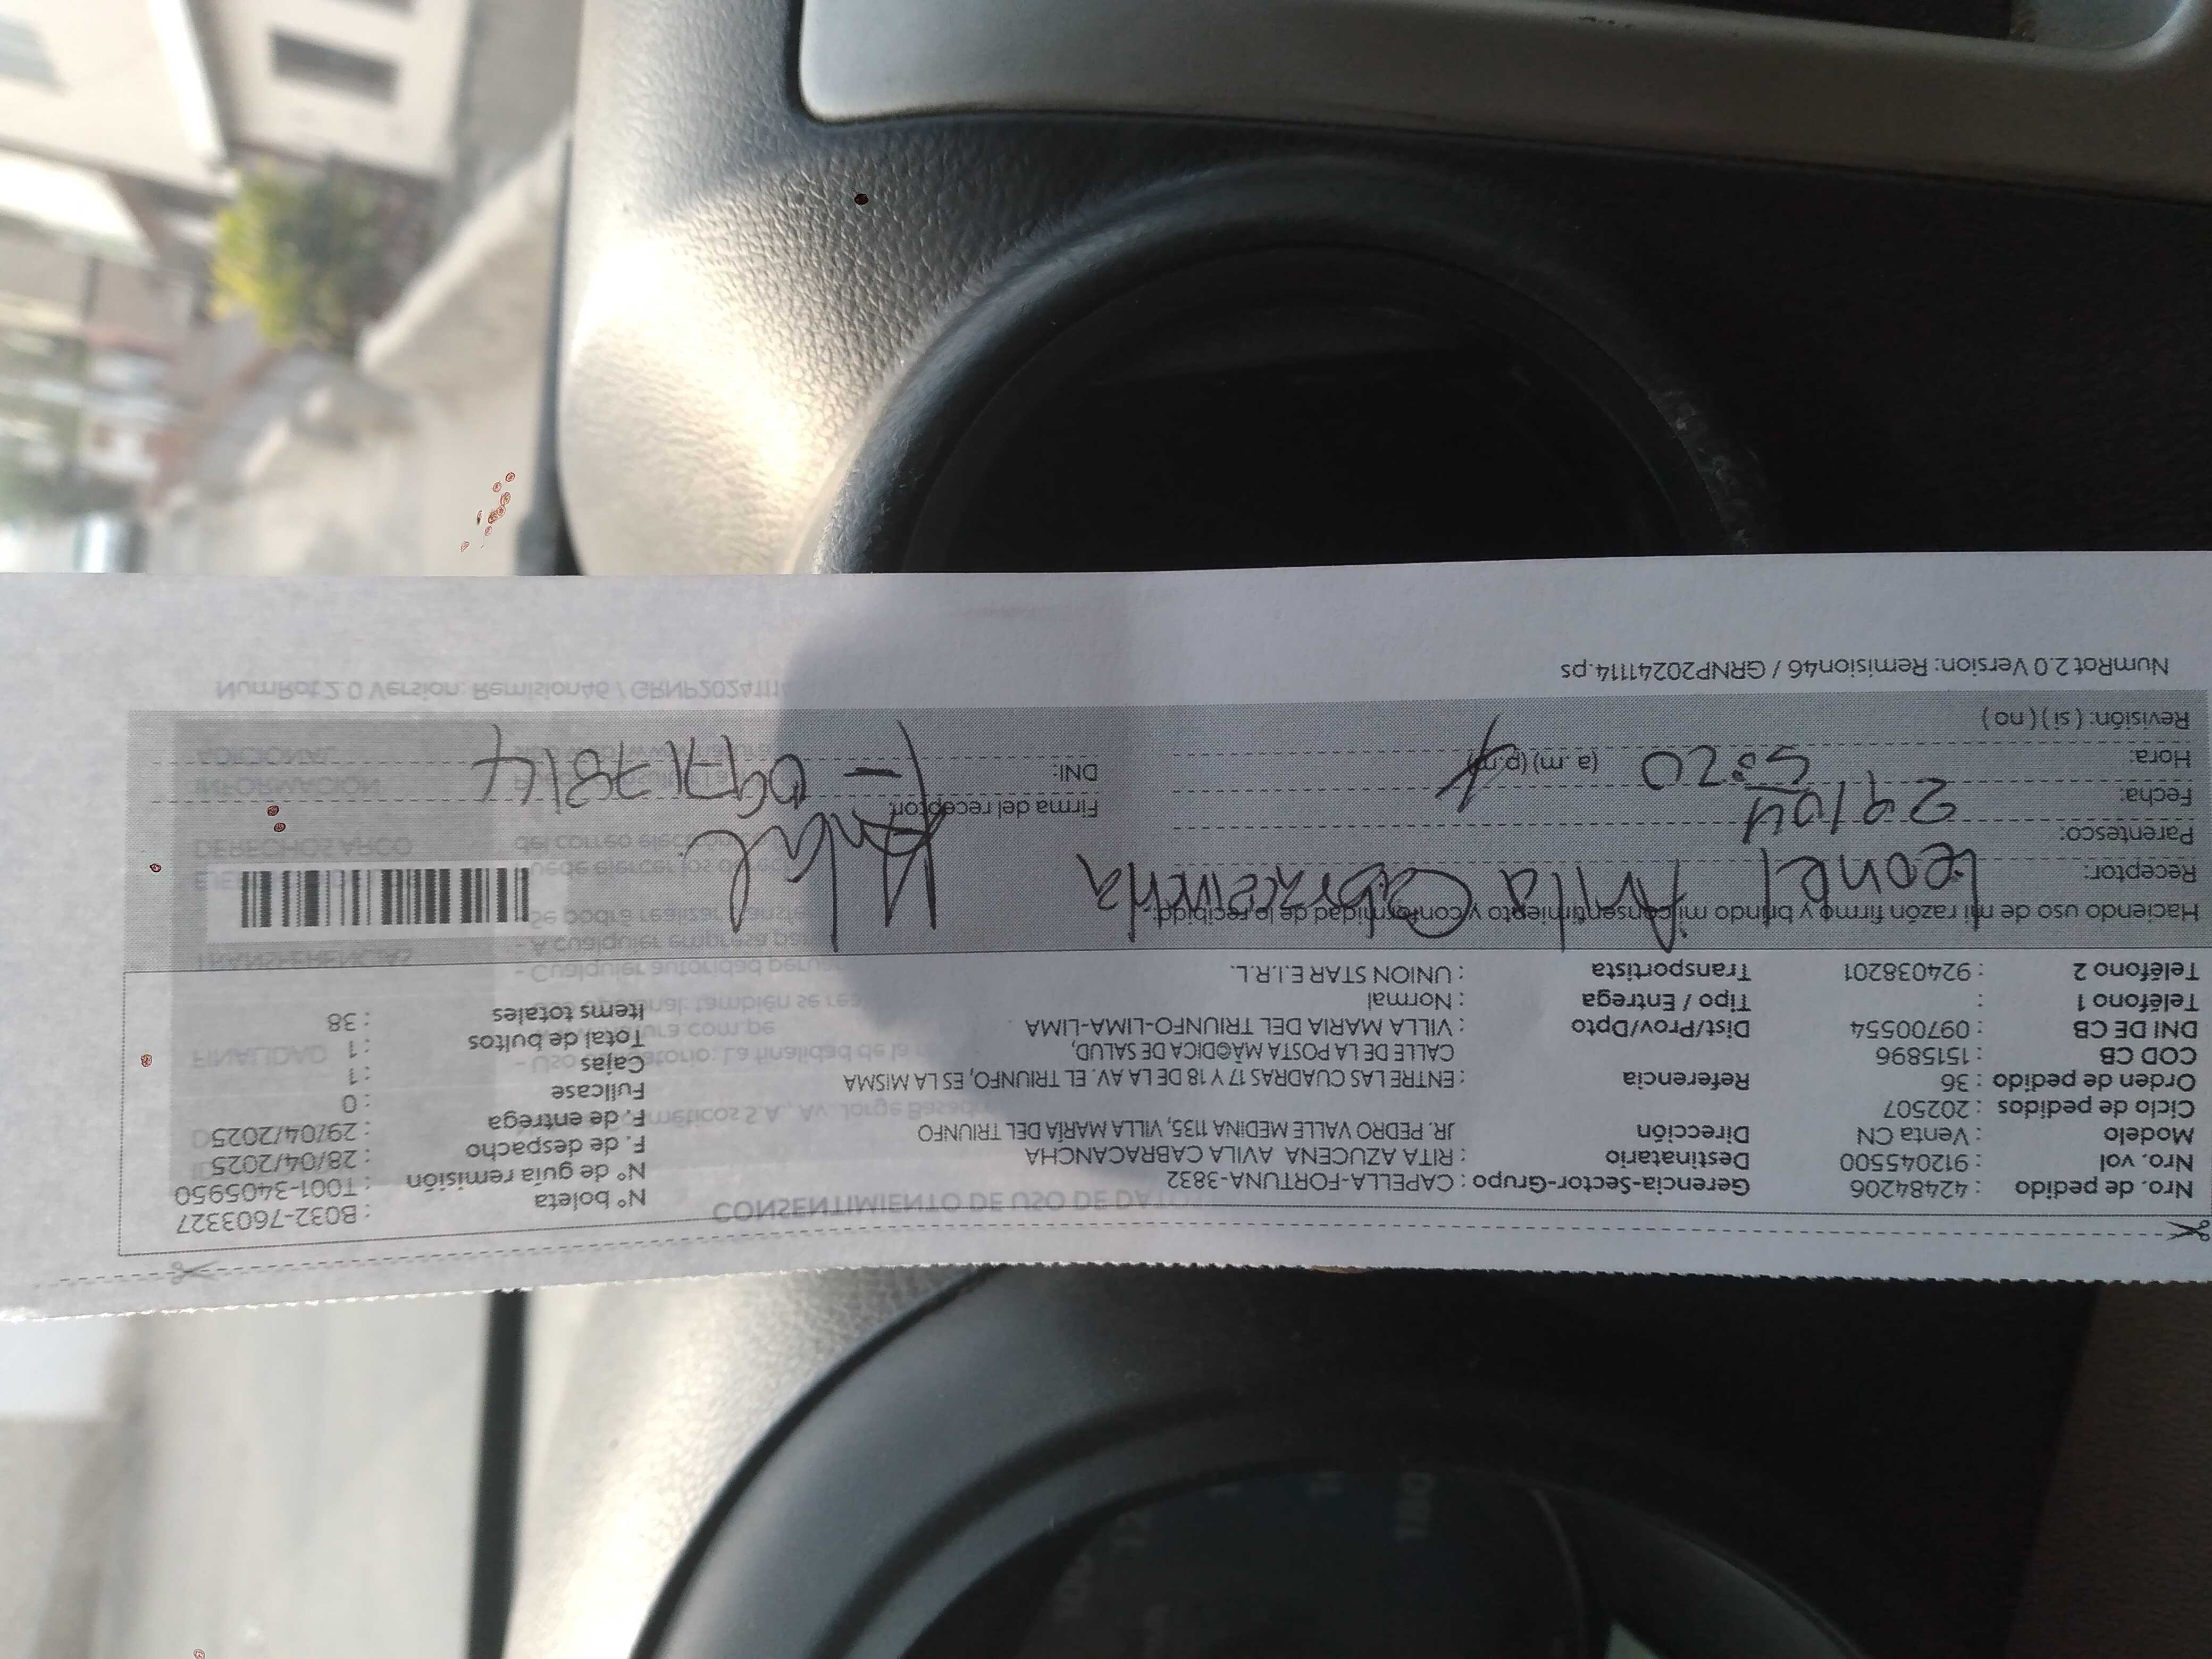 Nro. de pedido : 42484206 Gerencia-Sector-Grupo : CAPELLA-FORTUNA-3832 N° boleta : B032-7603327
Nro. vol : 912045500 Destinatario : RITA AZUCENA AVILA CABRACANCHA N° de guía remisión : T001-3405950
Modelo : Venta CN Dirección JR. PEDRO VALLE MEDINA 1135, VILLA MARÍA DEL TRIUNFO F. de despacho : 28/04/2025
Ciclo de pedidos : 202507 F. de entrega : 29/04/2025
Orden de pedido : 36 Referencia : ENTRE LAS CUADRAS 17 Y 18 DE LA AV. EL TRIUNFO, ES LA MISMA Fullcase : 0
COD CB : 1515896 CALLE DE LA POSTA MÃ©DICA DE SALUD, Cajas : 1
DNI DE CB : 09700554 Dist/Prov/Dpto : VILLA MARIA DEL TRIUNFO-LIMA-LIMA Total de bultos : 1
Teléfono 1 : Tipo / Entrega : Normal Items totales : 38
Teléfono 2 : 924038201 Transportista : UNION STAR E.I.R.L.
Haciendo uso de mi razón firmo y brindo mi consentimiento y conformidad de lo recibido.
Receptor: Leonel Avila
Parentesco:
Fecha: 29/04 Firma del receptor:
Hora: 5:20 (a.m) (p.m) DNI:
Revisión: ( si ) ( no )
NumRot 2.0 Version: Remision46 / GRNP20241114.ps